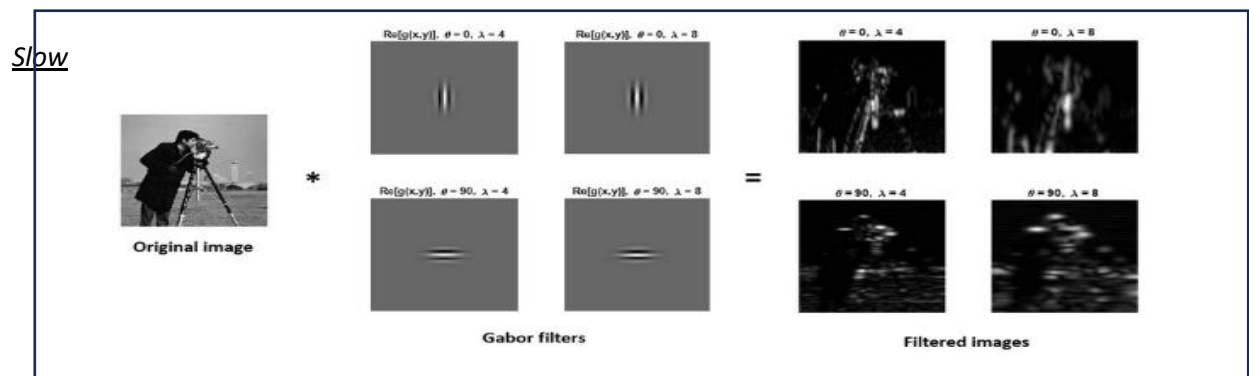 Slow
Re[g(x,y)], θ = 0, λ = 4
Re[g(x,y)], θ = 0, λ = 8
θ = 0, λ = 4
θ = 0, λ = 8
Original image
*
Re[g(x,y)], θ = 90, λ = 4
Re[g(x,y)], θ = 90, λ = 8
=
θ = 90, λ = 4
θ = 90, λ = 8
Gabor filters
Filtered images